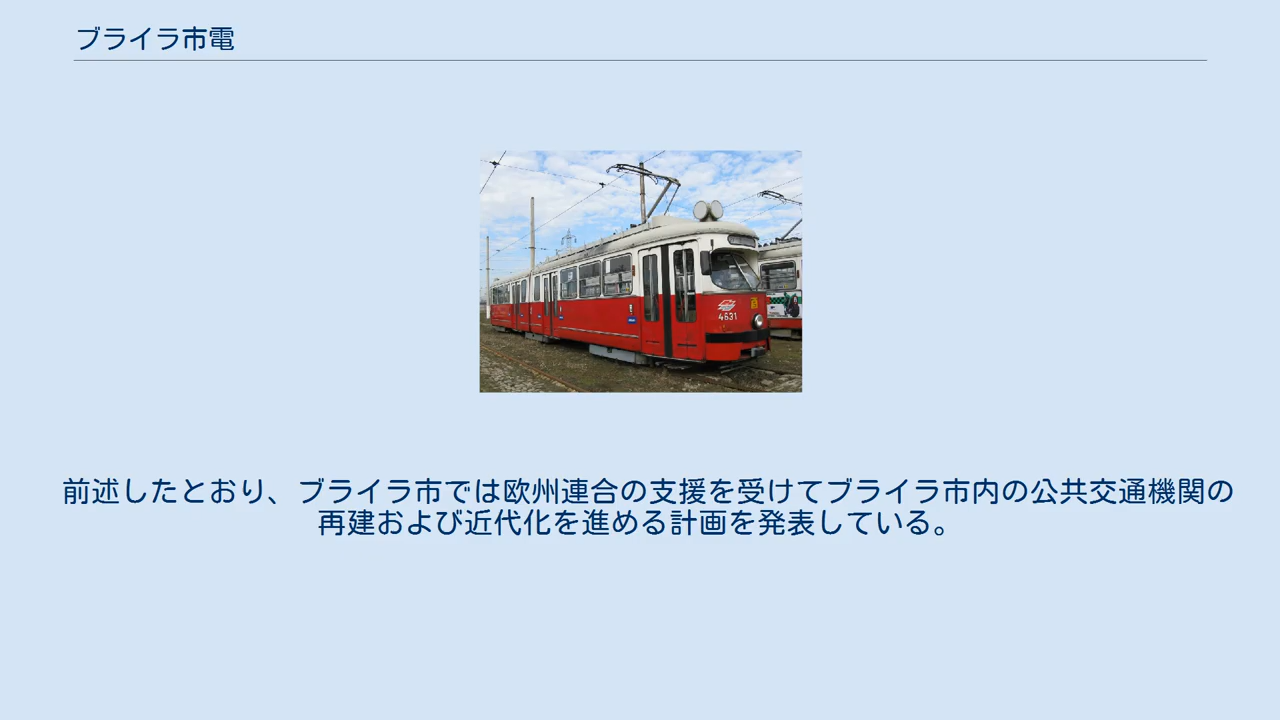 ブライラ市電
4631
前述したとおり、ブライラ市では欧州連合の支援を受けてブライラ市内の公共交通機関の
再建および近代化を進める計画を発表している。